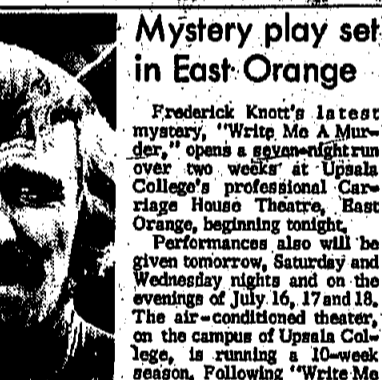 Mystery play set
in East Orange
Frederick Knott's latest
mystery, "Write Me A Mur-
der," opens a seven-night run
over two weeks at Upsala
College's professional Car-
riage House Theatre, East
Orange, beginning tonight.
Performances also will be
given tomorrow, Saturday and
Wednesday nights and on the
evenings of July 16, 17 and 18.
The air-conditioned theater,
on the campus of Upsala Col-
lege, is running a 10-week
season. Following "Write Me